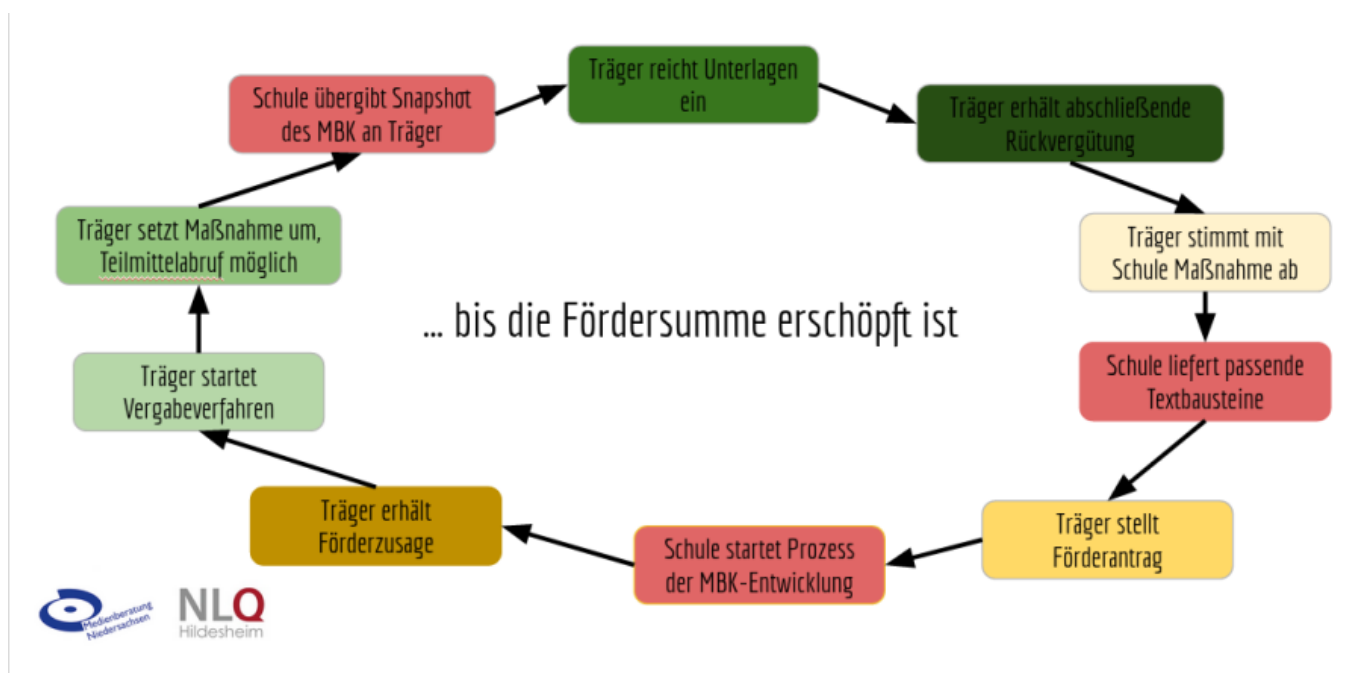 Träger reicht Unterlagen
ein
Träger erhält abschließende
Rückvergütung
Träger stimmt mit
Schule Maßnahme ab
Schule liefert passende
Textbausteine
Träger stellt
Förderantrag
Schule startet Prozess
der MBK-Entwicklung
Träger erhält
Förderzusage
Träger startet
Vergabeverfahren
Träger setzt Maßnahme um,
Teilmittelabruf möglich
Schule übergibt Snapshot
des MBK an Träger
... bis die Fördersumme erschöpft ist
Medienberatung
Niedersachsen
NLQ
Hildesheim